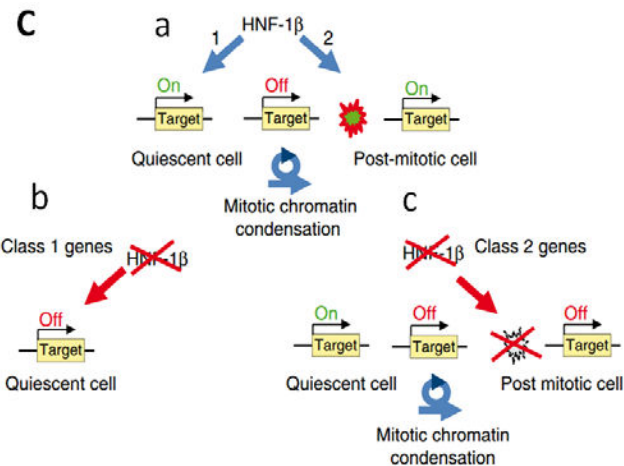 C
a
HNF-1β
1
2
On
Off
On
Target
Target
Target
Quiescent cell
Post-mitotic cell
Mitotic chromatin
condensation
b
Class 1 genes
HNF-1β
Off
Target
Quiescent cell
c
HNF-1β
Class 2 genes
On
Off
Off
Target
Target
Target
Quiescent cell
Post mitotic cell
Mitotic chromatin
condensation